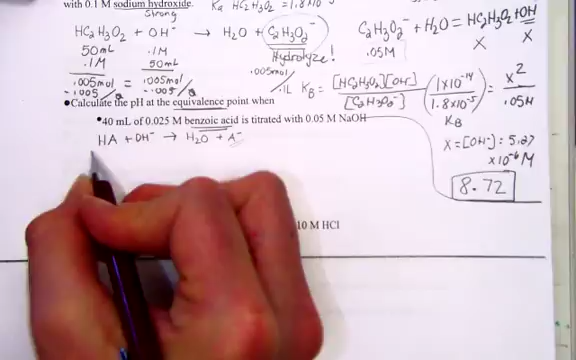 with 0.1 M sodium hydroxide. Ka HC₂H₃O₂ = 1.8x10
strong
HC₂H₃O₂ + OH⁻ → H₂O + C₂H₃O₂⁻
50mL .1M
.1M 50mL
Hydrolyze!
.005mol = .005mol
-.005 -.005
.005mol/.1L
C₂H₃O₂⁻ + H₂O = HC₂H₃O₂ + OH
.05M X X
KB = [HC₂H₃O₂][OH⁻] / [C₂H₃O₂⁻]
(1x10⁻¹⁴ / 1.8x10⁻⁵) = x² / .05M
KB
X = [OH⁻] = 5.27
x10⁻⁶ M
8.72
•Calculate the pH at the equivalence point when
•40 mL of 0.025 M benzoic acid is titrated with 0.05 M NaOH
HA + OH⁻ → H₂O + A⁻
10 M HCl